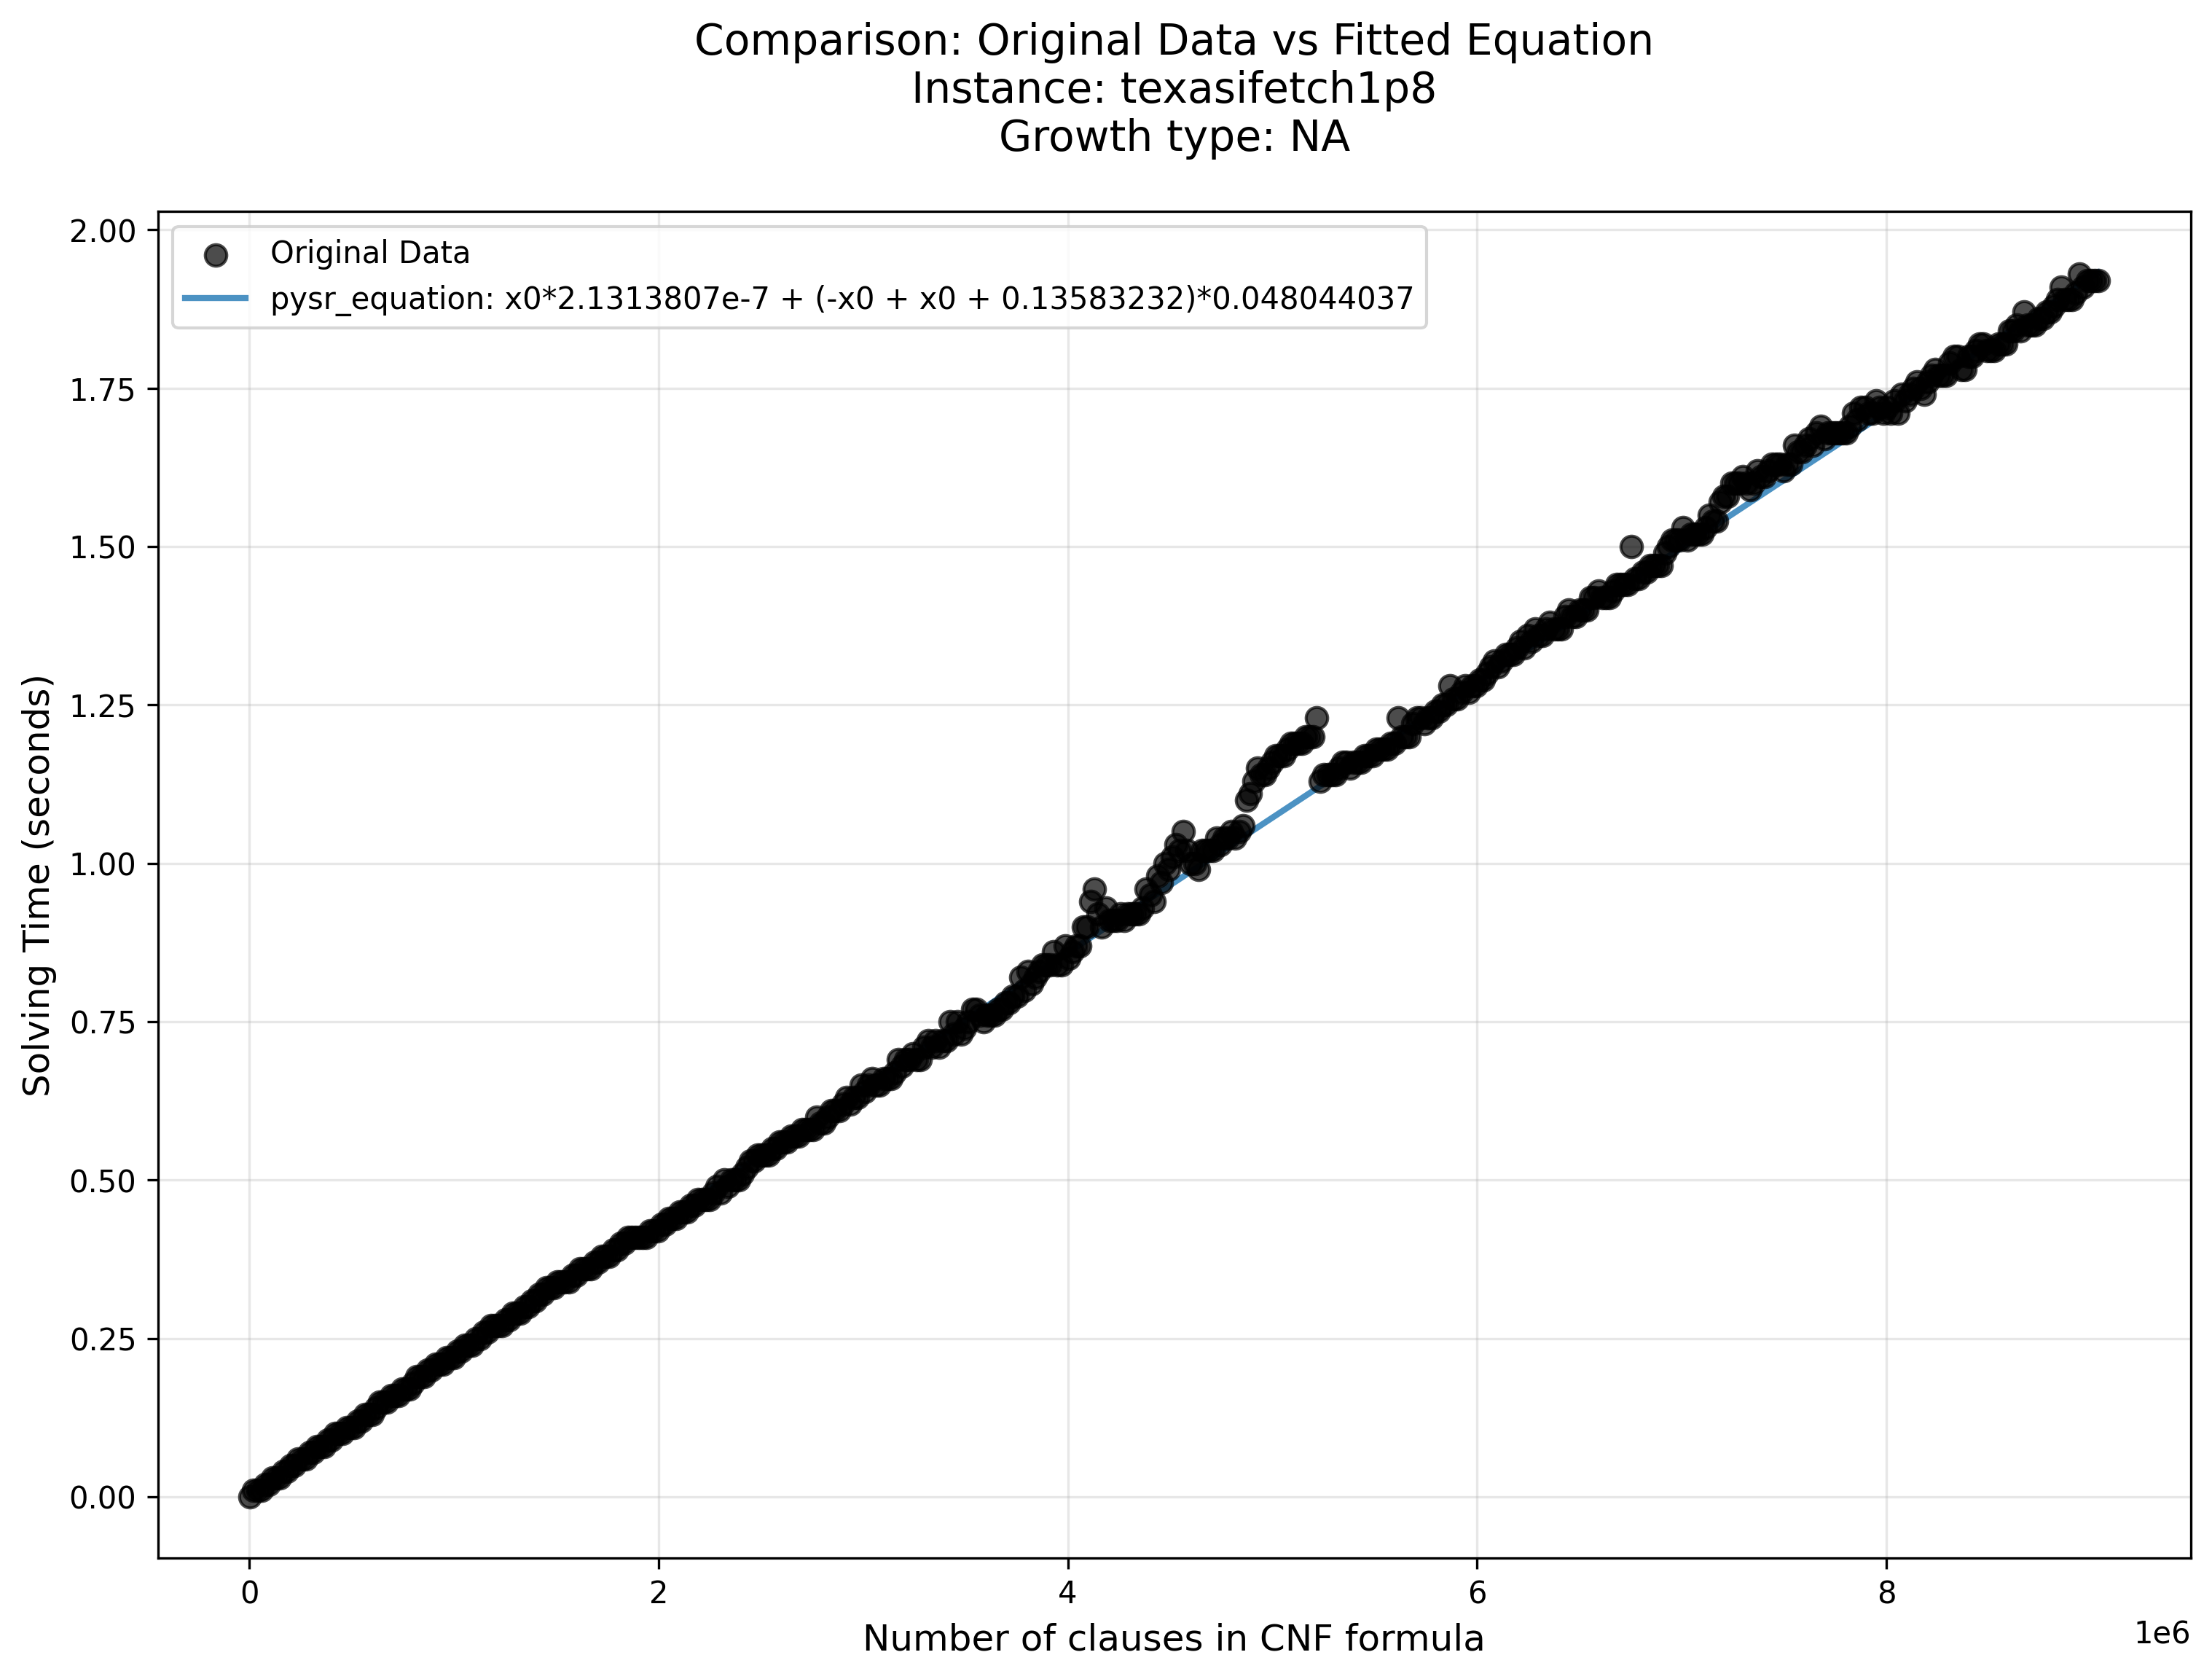 Comparison: Original Data vs Fitted Equation
Instance: texasifetch1p8
Growth type: NA
Original Data
pysr_equation: x0*2.1313807e-7 + (-x0 + x0 + 0.13583232)*0.048044037
2.00
1.75
1.50
1.25
1.00
0.75
0.50
0.25
0.00
Solving Time (seconds)
0
2
4
6
8
1e6
Number of clauses in CNF formula